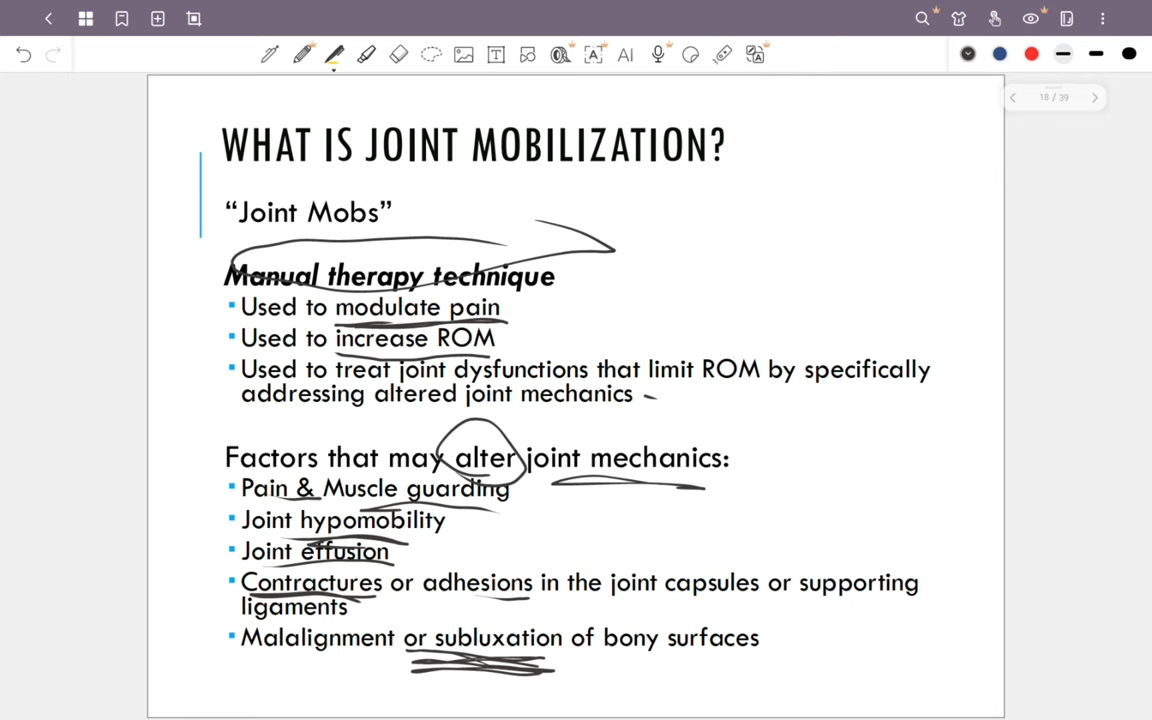 18 / 39
WHAT IS JOINT MOBILIZATION?
“Joint Mobs”
Manual therapy technique
Used to modulate pain
Used to increase ROM
Used to treat joint dysfunctions that limit ROM by specifically
addressing altered joint mechanics
Factors that may alter joint mechanics:
Pain & Muscle guarding
Joint hypomobility
Joint effusion
Contractures or adhesions in the joint capsules or supporting
ligaments
Malalignment or subluxation of bony surfaces